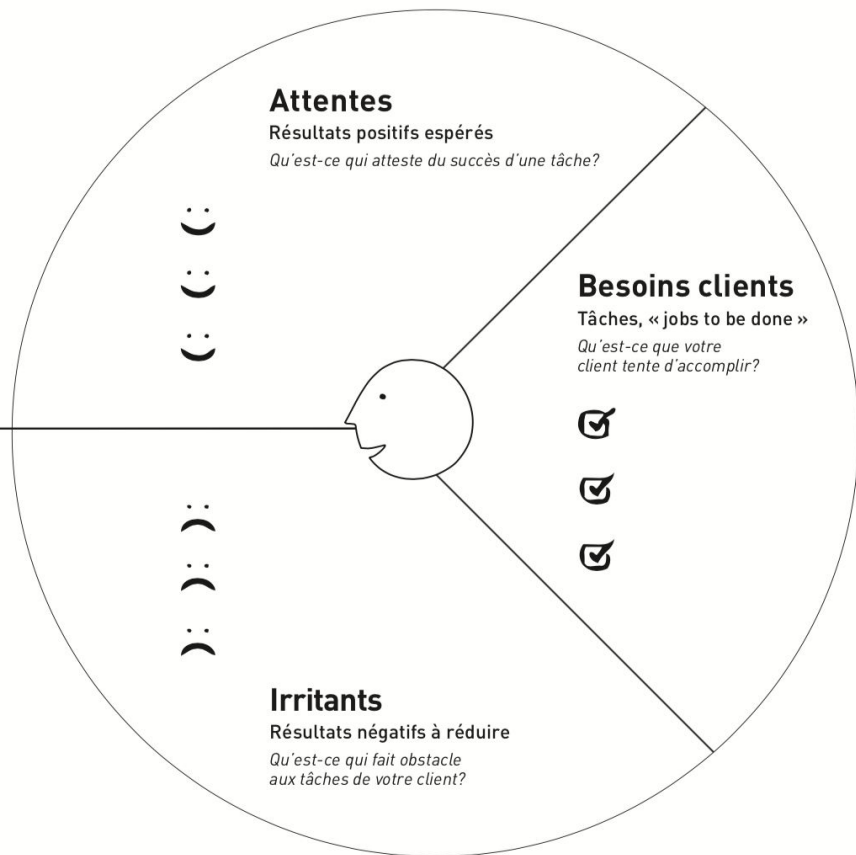 Attentes
Résultats positifs espérés
Qu'est-ce qui atteste du succès d'une tâche?
Besoins clients
Tâches, « jobs to be done »
Qu'est-ce que votre
client tente d'accomplir?
Irritants
Résultats négatifs à réduire
Qu'est-ce qui fait obstacle
aux tâches de votre client?